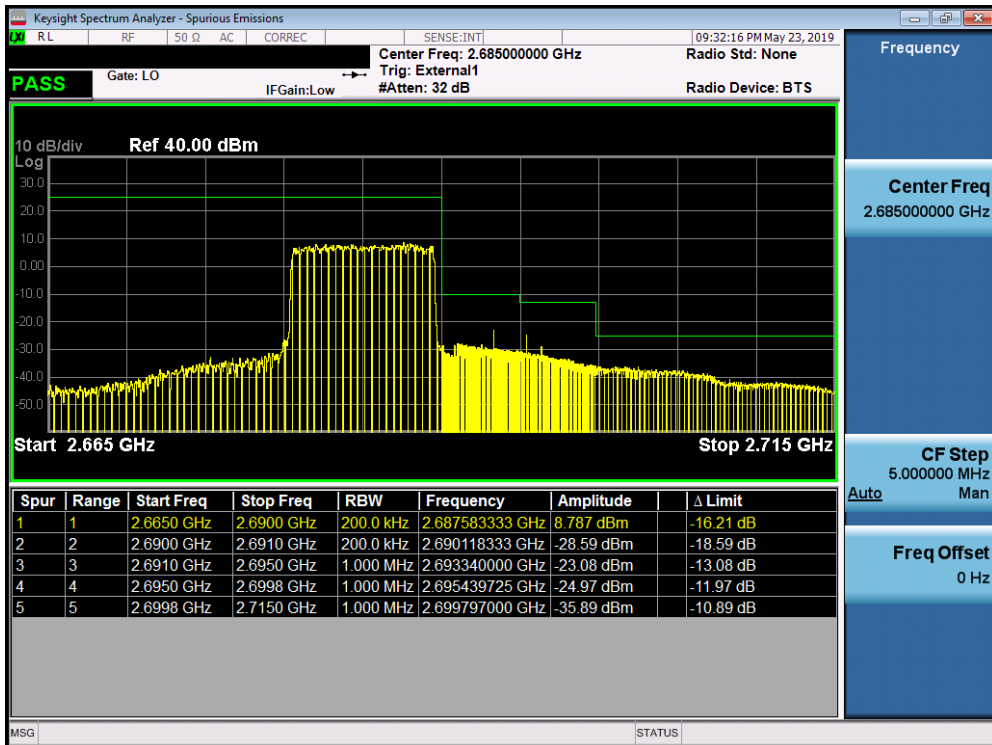 Keysight Spectrum Analyzer - Spurious Emissions
LXI RL RF 50 Ω AC CORREC SENSE:INT 09:32:16 PM May 23, 2019
Frequency
Center Freq: 2.685000000 GHz Radio Std: None
PASS Gate: LO Trig: External1
IFGain:Low #Atten: 32 dB Radio Device: BTS
10 dB/div Ref 40.00 dBm
Log
30.0
20.0
10.0
0.00
-10.0
-20.0
-30.0
-40.0
-50.0
Start 2.665 GHz Stop 2.715 GHz
Spur Range Start Freq Stop Freq RBW Frequency Amplitude Δ Limit
1 1 2.6650 GHz 2.6900 GHz 200.0 kHz 2.687583333 GHz 8.787 dBm -16.21 dB
2 2 2.6900 GHz 2.6910 GHz 200.0 kHz 2.690118333 GHz -28.59 dBm -18.59 dB
3 3 2.6910 GHz 2.6950 GHz 1.000 MHz 2.693340000 GHz -23.08 dBm -13.08 dB
4 4 2.6950 GHz 2.6998 GHz 1.000 MHz 2.695439725 GHz -24.97 dBm -11.97 dB
5 5 2.6998 GHz 2.7150 GHz 1.000 MHz 2.699797000 GHz -35.89 dBm -10.89 dB
Center Freq
2.685000000 GHz
CF Step
5.000000 MHz
Auto Man
Freq Offset
0 Hz
MSG STATUS